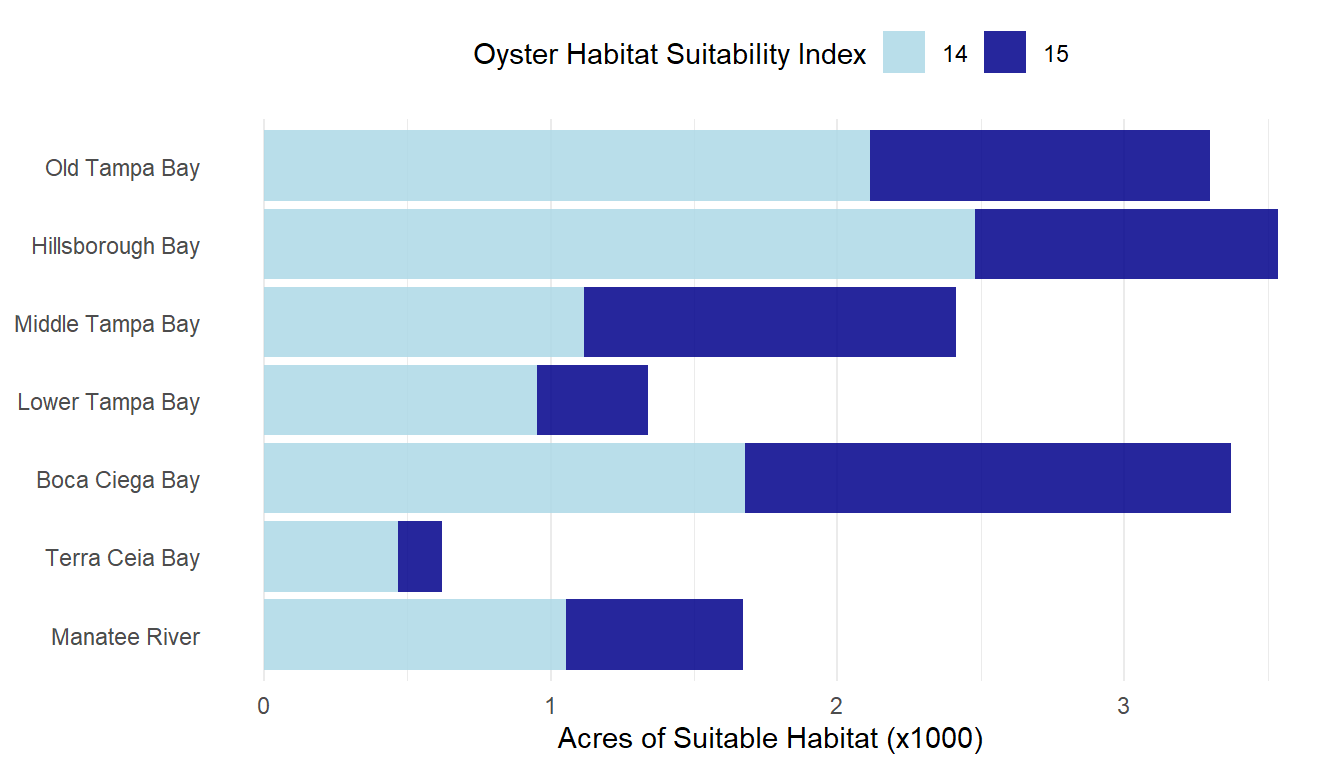 Oyster Habitat Suitability Index 14 15
Old Tampa Bay
Hillsborough Bay
Middle Tampa Bay
Lower Tampa Bay
Boca Ciega Bay
Terra Ceia Bay
Manatee River
0 1 2 3
Acres of Suitable Habitat (x1000)